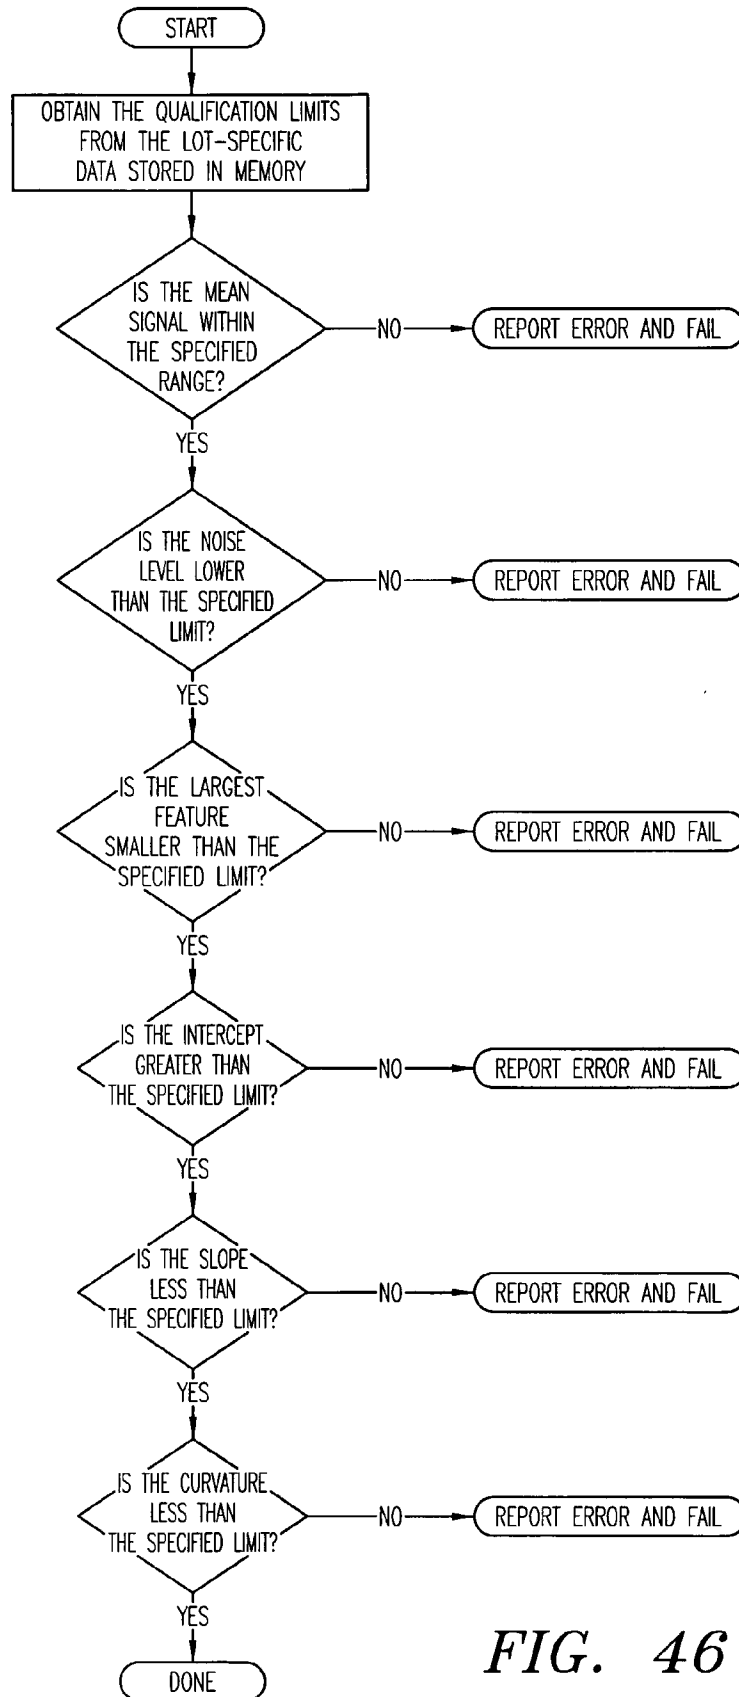 START
OBTAIN THE QUALIFICATION LIMITS
FROM THE LOT-SPECIFIC
DATA STORED IN MEMORY
IS THE MEAN
SIGNAL WITHIN
THE SPECIFIED
RANGE?
NO
REPORT ERROR AND FAIL
YES
IS THE NOISE
LEVEL LOWER
THAN THE SPECIFIED
LIMIT?
NO
REPORT ERROR AND FAIL
YES
IS THE LARGEST
FEATURE
SMALLER THAN THE
SPECIFIED LIMIT?
NO
REPORT ERROR AND FAIL
YES
IS THE INTERCEPT
GREATER THAN
THE SPECIFIED LIMIT?
NO
REPORT ERROR AND FAIL
YES
IS THE SLOPE
LESS THAN
THE SPECIFIED LIMIT?
NO
REPORT ERROR AND FAIL
YES
IS THE CURVATURE
LESS THAN
THE SPECIFIED LIMIT?
NO
REPORT ERROR AND FAIL
YES
DONE
FIG. 46